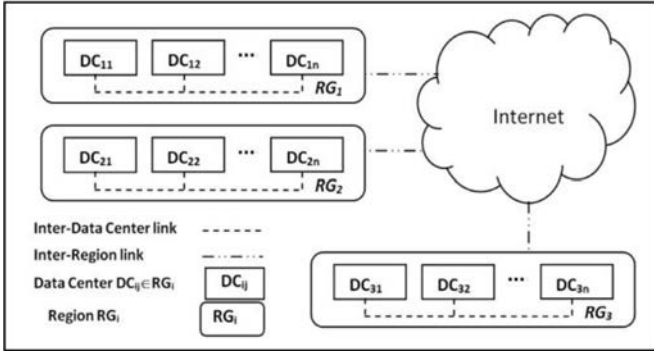 DC₁₁ DC₁₂ ... DC₁ₙ
RG₁
Internet
DC₂₁ DC₂₂ ... DC₂ₙ
RG₂
Inter-Data Center link
Inter-Region link
Data Center DCᵢⱼ∈RGᵢ DCᵢⱼ
Region RGᵢ RGᵢ
DC₃₁ DC₃₂ ... DC₃ₙ
RG₃